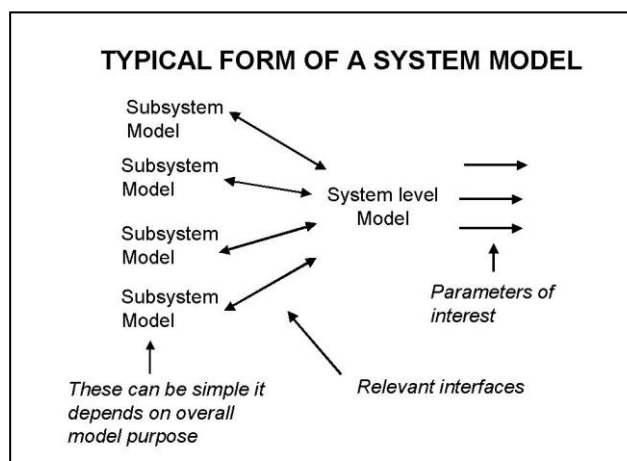 TYPICAL FORM OF A SYSTEM MODEL
Subsystem
Model
Subsystem
Model
Subsystem
Model
Subsystem
Model
System level
Model
Parameters of
interest
These can be simple it
depends on overall
model purpose
Relevant interfaces